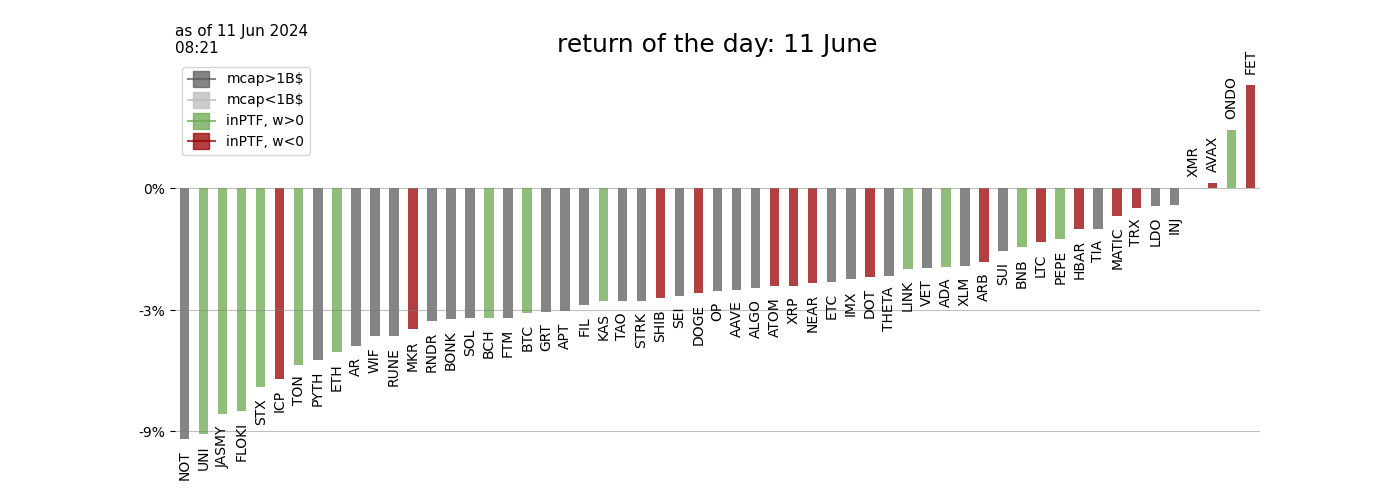 as of 11 Jun 2024
08:21
return of the day: 11 June
mcap>1B$
mcap<1B$
inPTF, w>0
inPTF, w<0
0%
-3%
-9%
NOT
UNI
JASMY
FLOKI
STX
ICP
TON
PYTH
ETH
AR
WIF
RUNE
MKR
RNDR
BONK
SOL
BCH
FTM
BTC
GRT
APT
FIL
KAS
TAO
STRK
SHIB
SEI
DOGE
OP
AAVE
ALGO
ATOM
XRP
NEAR
ETC
IMX
DOT
THETA
LINK
VET
ADA
XLM
ARB
SUI
BNB
LTC
PEPE
HBAR
TIA
MATIC
TRX
LDO
INJ
XMR
AVAX
ONDO
FET